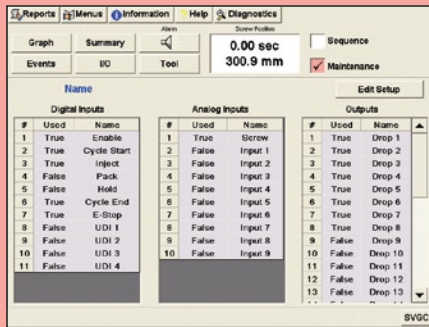 Reports Menus Information Help Diagnostics
Alarm Screw Position
Graph Summary 0.00 sec Sequence
Events I/O Tool 300.9 mm Maintenance
Name Edit Setup
Digital Inputs Analog Inputs Outputs
# Used Name # Used Name # Used Name
1 True Enable 1 True Screw 1 True Drop 1
2 True Cycle Start 2 False Input 1 2 True Drop 2
3 True Inject 3 False Input 2 3 True Drop 3
4 False Pack 4 False Input 3 4 True Drop 4
5 False Hold 5 False Input 4 5 True Drop 5
6 True Cycle End 6 False Input 5 6 True Drop 6
7 True E-Stop 7 False Input 6 7 True Drop 7
8 False UDI 1 8 False Input 7 8 True Drop 8
9 False UDI 2 9 False Input 8 9 False Drop 9
10 False UDI 3 10 False Input 9 10 False Drop 10
11 False UDI 4 11 False Drop 11
12 False Drop 12
13 False Drop 13
SVGC